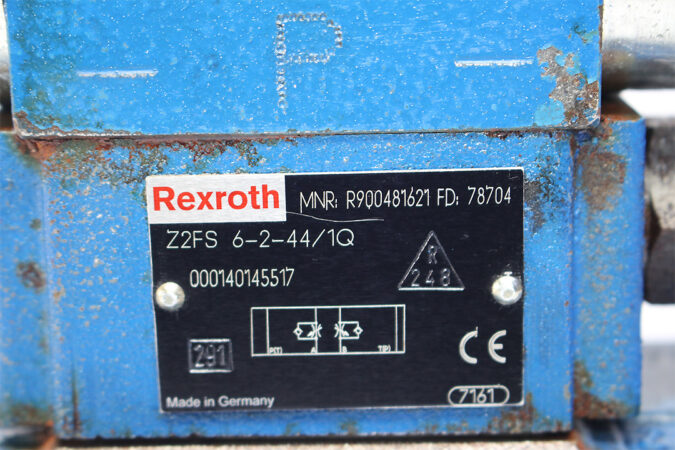 P
Rexroth MNR: R900481621 FD: 78704
Z2FS 6-2-44/1Q
000140145517
R
248
291
P(T) A B T(P)
CE
Made in Germany
7161